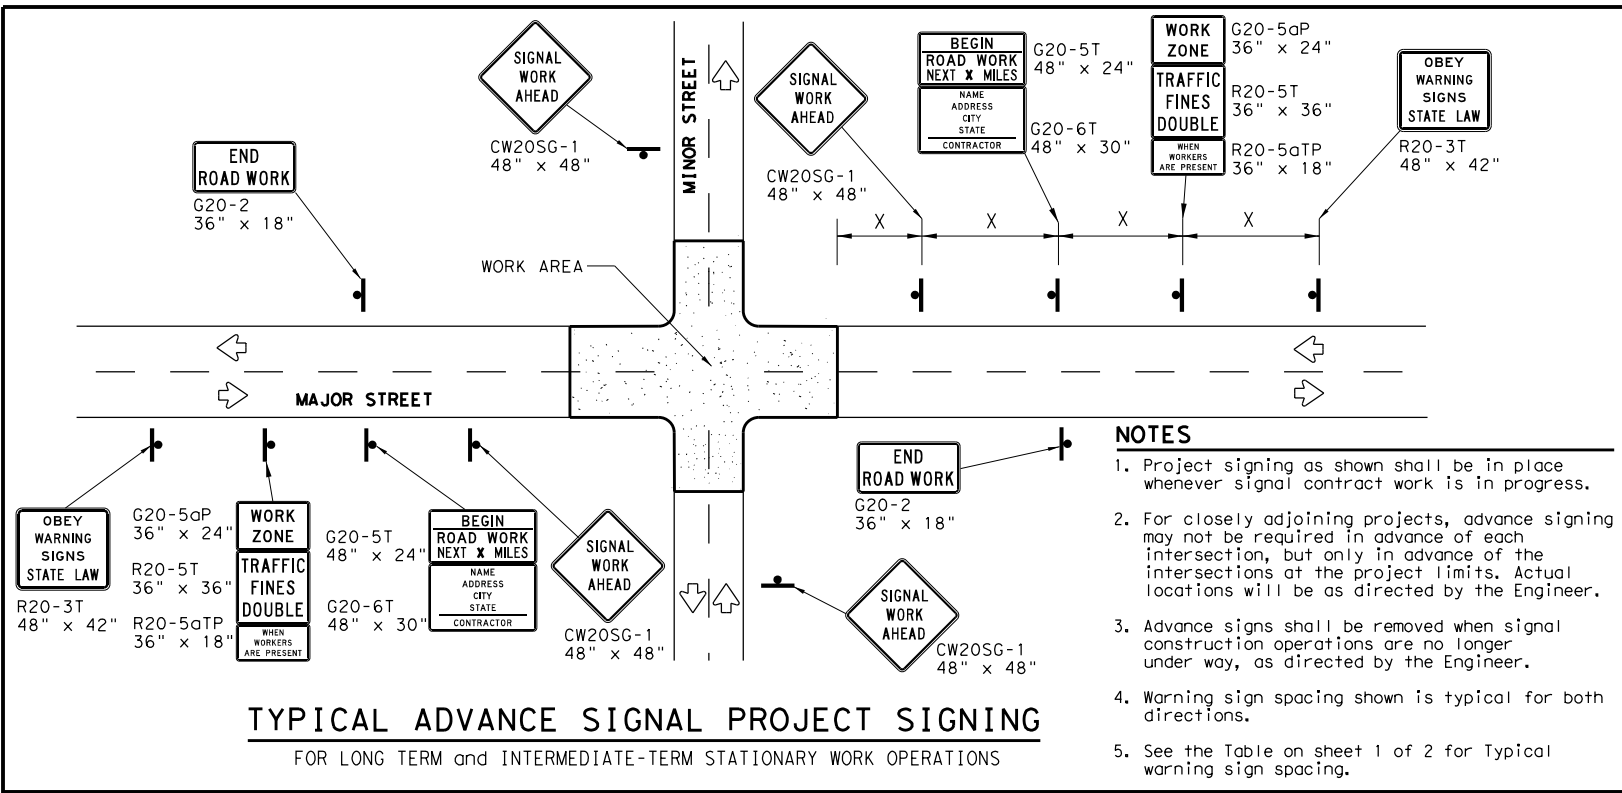 SIGNAL
WORK
AHEAD
CW20SG-1
48" x 48"
END
ROAD WORK
G20-2
36" x 18"
MINOR STREET
SIGNAL
WORK
AHEAD
CW20SG-1
48" x 48"
BEGIN
ROAD WORK
NEXT X MILES
NAME
ADDRESS
CITY
STATE
CONTRACTOR
G20-5T
48" x 24"
G20-6T
48" x 30"
WORK
ZONE
TRAFFIC
FINES
DOUBLE
WHEN
WORKERS
ARE PRESENT
G20-5aP
36" x 24"
R20-5T
36" x 36"
R20-5aTP
36" x 18"
OBEY
WARNING
SIGNS
STATE LAW
R20-3T
48" x 42"
X
X
X
X
WORK AREA
MAJOR STREET
OBEY
WARNING
SIGNS
STATE LAW
R20-3T
48" x 42"
G20-5aP
36" x 24"
R20-5T
36" x 36"
R20-5aTP
36" x 18"
WORK
ZONE
TRAFFIC
FINES
DOUBLE
WHEN
WORKERS
ARE PRESENT
G20-5T
48" x 24"
G20-6T
48" x 30"
BEGIN
ROAD WORK
NEXT X MILES
NAME
ADDRESS
CITY
STATE
CONTRACTOR
SIGNAL
WORK
AHEAD
CW20SG-1
48" x 48"
END
ROAD WORK
G20-2
36" x 18"
SIGNAL
WORK
AHEAD
CW20SG-1
48" x 48"
NOTES
1. Project signing as shown shall be in place
whenever signal contract work is in progress.
2. For closely adjoining projects, advance signing
may not be required in advance of each
intersection, but only in advance of the
intersections at the project limits. Actual
locations will be as directed by the Engineer.
3. Advance signs shall be removed when signal
construction operations are no longer
under way, as directed by the Engineer.
4. Warning sign spacing shown is typical for both
directions.
5. See the Table on sheet 1 of 2 for Typical
warning sign spacing.
TYPICAL ADVANCE SIGNAL PROJECT SIGNING
FOR LONG TERM and INTERMEDIATE-TERM STATIONARY WORK OPERATIONS